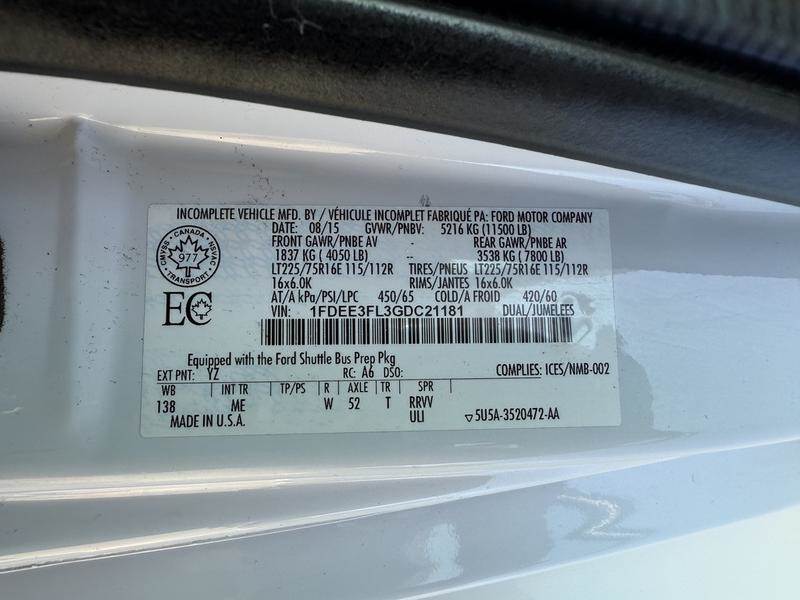 INCOMPLETE VEHICLE MFD. BY / VÉHICULE INCOMPLET FABRIQUÉ PA: FORD MOTOR COMPANY
DATE: 08/15 GVWR/PNBV: 5216 KG (11500 LB)
FRONT GAWR/PNBE AV REAR GAWR/PNBE AR
1837 KG ( 4050 LB) -- 3538 KG ( 7800 LB)
LT225/75R16E 115/112R TIRES/PNEUS LT225/75R16E 115/112R
16x6.0K RIMS/JANTES 16x6.0K
AT/A kPa/PSI/LPC 450/65 COLD/A FROID 420/60
VIN: 1FDEE3FL3GDC21181 DUAL/JUMELEES
CMVSS • CANADA • NSVAC
977
TRANSPORT
EC
Equipped with the Ford Shuttle Bus Prep Pkg
EXT PNT: YZ RC: A6 DSO: COMPLIES: ICES/NMB-002
WB INT TR TP/PS R AXLE TR SPR
138 ME W 52 T RRVV
MADE IN U.S.A. ULI ▽5U5A-3520472-AA